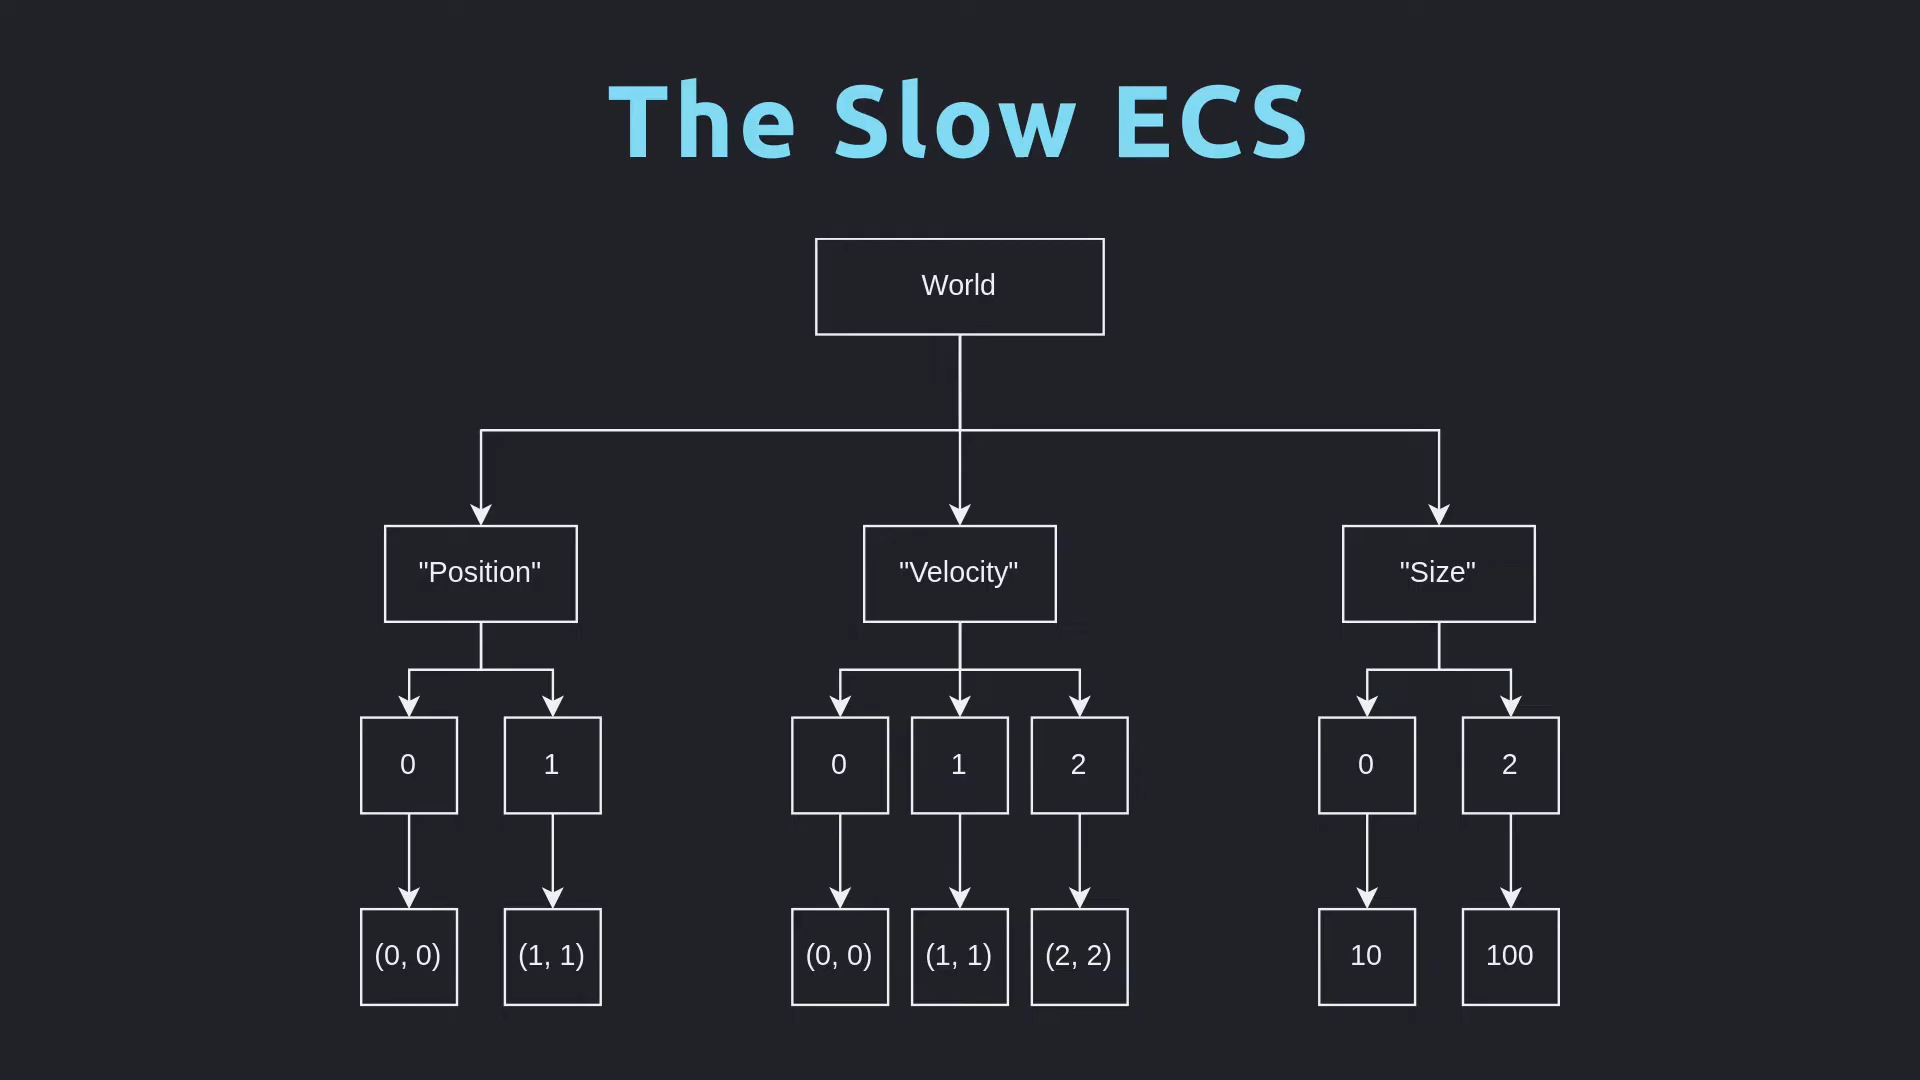 The Slow ECS
World
"Position"
"Velocity"
"Size"
0
1
0
1
2
0
2
(0, 0)
(1, 1)
(0, 0)
(1, 1)
(2, 2)
10
100